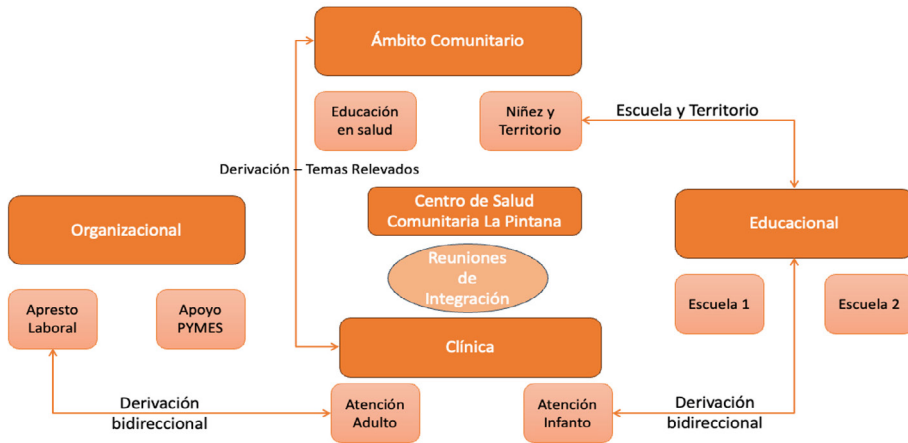 Ámbito Comunitario
Educación
en salud
Niñez y
Territorio
Escuela y Territorio
Derivación – Temas Relevados
Centro de Salud
Comunitaria La Pintana
Organizacional
Educacional
Reuniones
de
Integración
Apresto
Laboral
Apoyo
PYMES
Escuela 1
Escuela 2
Clínica
Derivación
bidireccional
Atención
Adulto
Atención
Infanto
Derivación
bidireccional